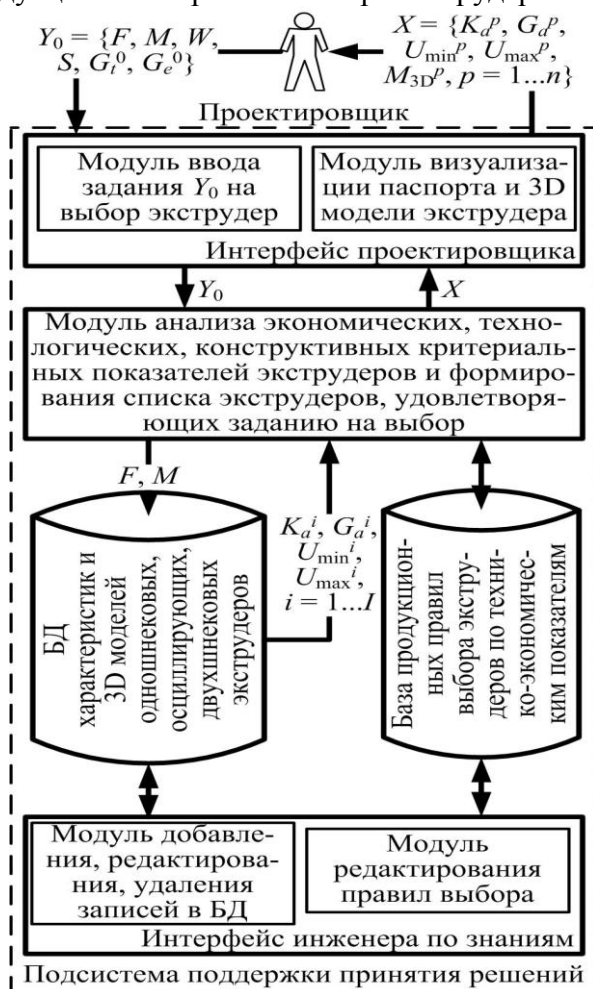 Y₀ = {F, M, W,
S, Gₜ⁰, Gₑ⁰}
X = {K_d^p, G_d^p,
U_min^p, U_max^p,
M_3D^p, p = 1...n}
Проектировщик
Модуль ввода
задания Y₀ на
выбор экструдер
Модуль визуализа-
ции паспорта и 3D
модели экструдера
Интерфейс проектировщика
Y₀
X
Модуль анализа экономических, техно-
логических, конструктивных критериаль-
ных показателей экструдеров и формиро-
вания списка экструдеров, удовлетворя-
ющих заданию на выбор
F, M
БД
характеристик и
3D моделей
одношнековых,
осциллирующих,
двухшнековых
экструдеров
K_a^i, G_a^i,
U_min^i,
U_max^i,
i = 1...I
База продукцион-
ных правил
выбора экстру-
деров по техни-
ко-экономичес-
ким показателям
Модуль добавле-
ния, редактирова-
ния, удаления
записей в БД
Модуль
редактирования
правил выбора
Интерфейс инженера по знаниям
Подсистема поддержки принятия решений